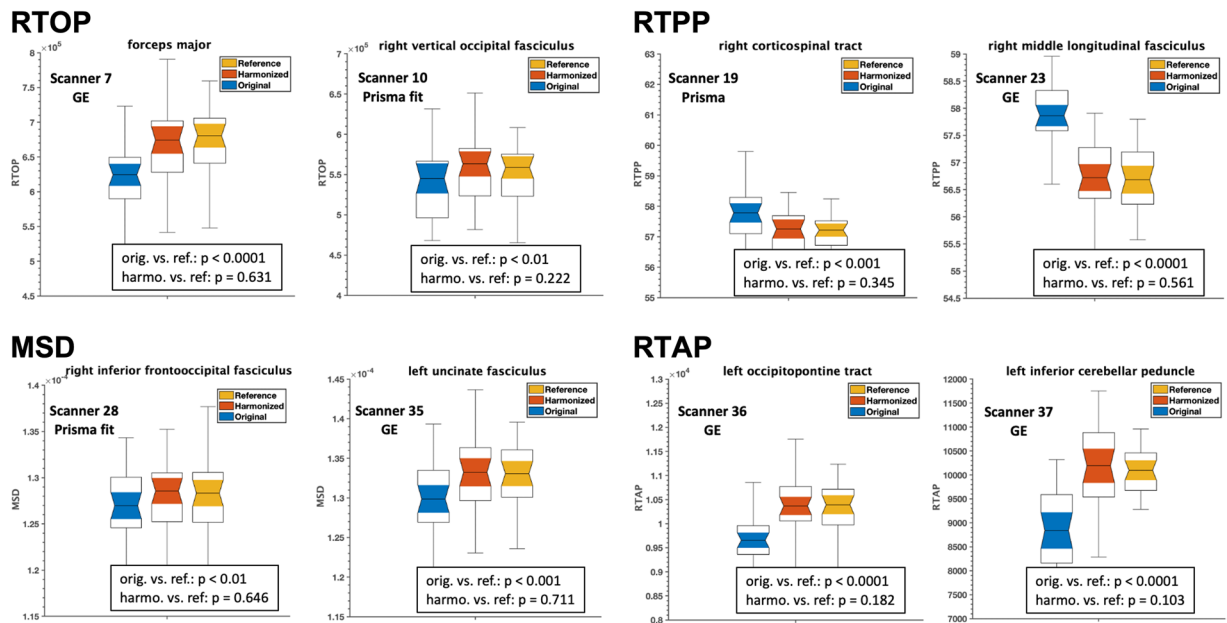 RTOP
forceps major
×10⁵
Scanner 7
GE
Reference
Harmonized
Original
RTOP
8
7.5
7
6.5
6
5.5
5
4.5
orig. vs. ref.: p < 0.0001
harmo. vs. ref: p = 0.631
right vertical occipital fasciculus
×10⁵
Scanner 10
Prisma fit
Reference
Harmonized
Original
RTOP
7
6.5
6
5.5
5
4.5
4
orig. vs. ref.: p < 0.01
harmo. vs. ref: p = 0.222
RTPP
right corticospinal tract
Scanner 19
Prisma
Reference
Harmonized
Original
RTPP
63
62
61
60
59
58
57
56
55
orig. vs. ref.: p < 0.001
harmo. vs. ref: p = 0.345
right middle longitudinal fasciculus
Scanner 23
GE
Reference
Harmonized
Original
RTPP
59
58.5
58
57.5
57
56.5
56
55.5
55
54.5
orig. vs. ref.: p < 0.0001
harmo. vs. ref: p = 0.561
MSD
right inferior frontooccipital fasciculus
×10⁻⁴
Scanner 28
Prisma fit
Reference
Harmonized
Original
MSD
1.4
1.35
1.3
1.25
1.2
1.15
orig. vs. ref.: p < 0.01
harmo. vs. ref: p = 0.646
left uncinate fasciculus
×10⁻⁴
Scanner 35
GE
Reference
Harmonized
Original
MSD
1.45
1.4
1.35
1.3
1.25
1.2
1.15
orig. vs. ref.: p < 0.001
harmo. vs. ref: p = 0.711
RTAP
left occipitopontine tract
×10⁴
Scanner 36
GE
Reference
Harmonized
Original
RTAP
1.3
1.25
1.2
1.15
1.1
1.05
1
0.95
0.9
0.85
0.8
orig. vs. ref.: p < 0.0001
harmo. vs. ref: p = 0.182
left inferior cerebellar peduncle
Scanner 37
GE
Reference
Harmonized
Original
RTAP
12000
11500
11000
10500
10000
9500
9000
8500
8000
7500
7000
orig. vs. ref.: p < 0.0001
harmo. vs. ref: p = 0.103